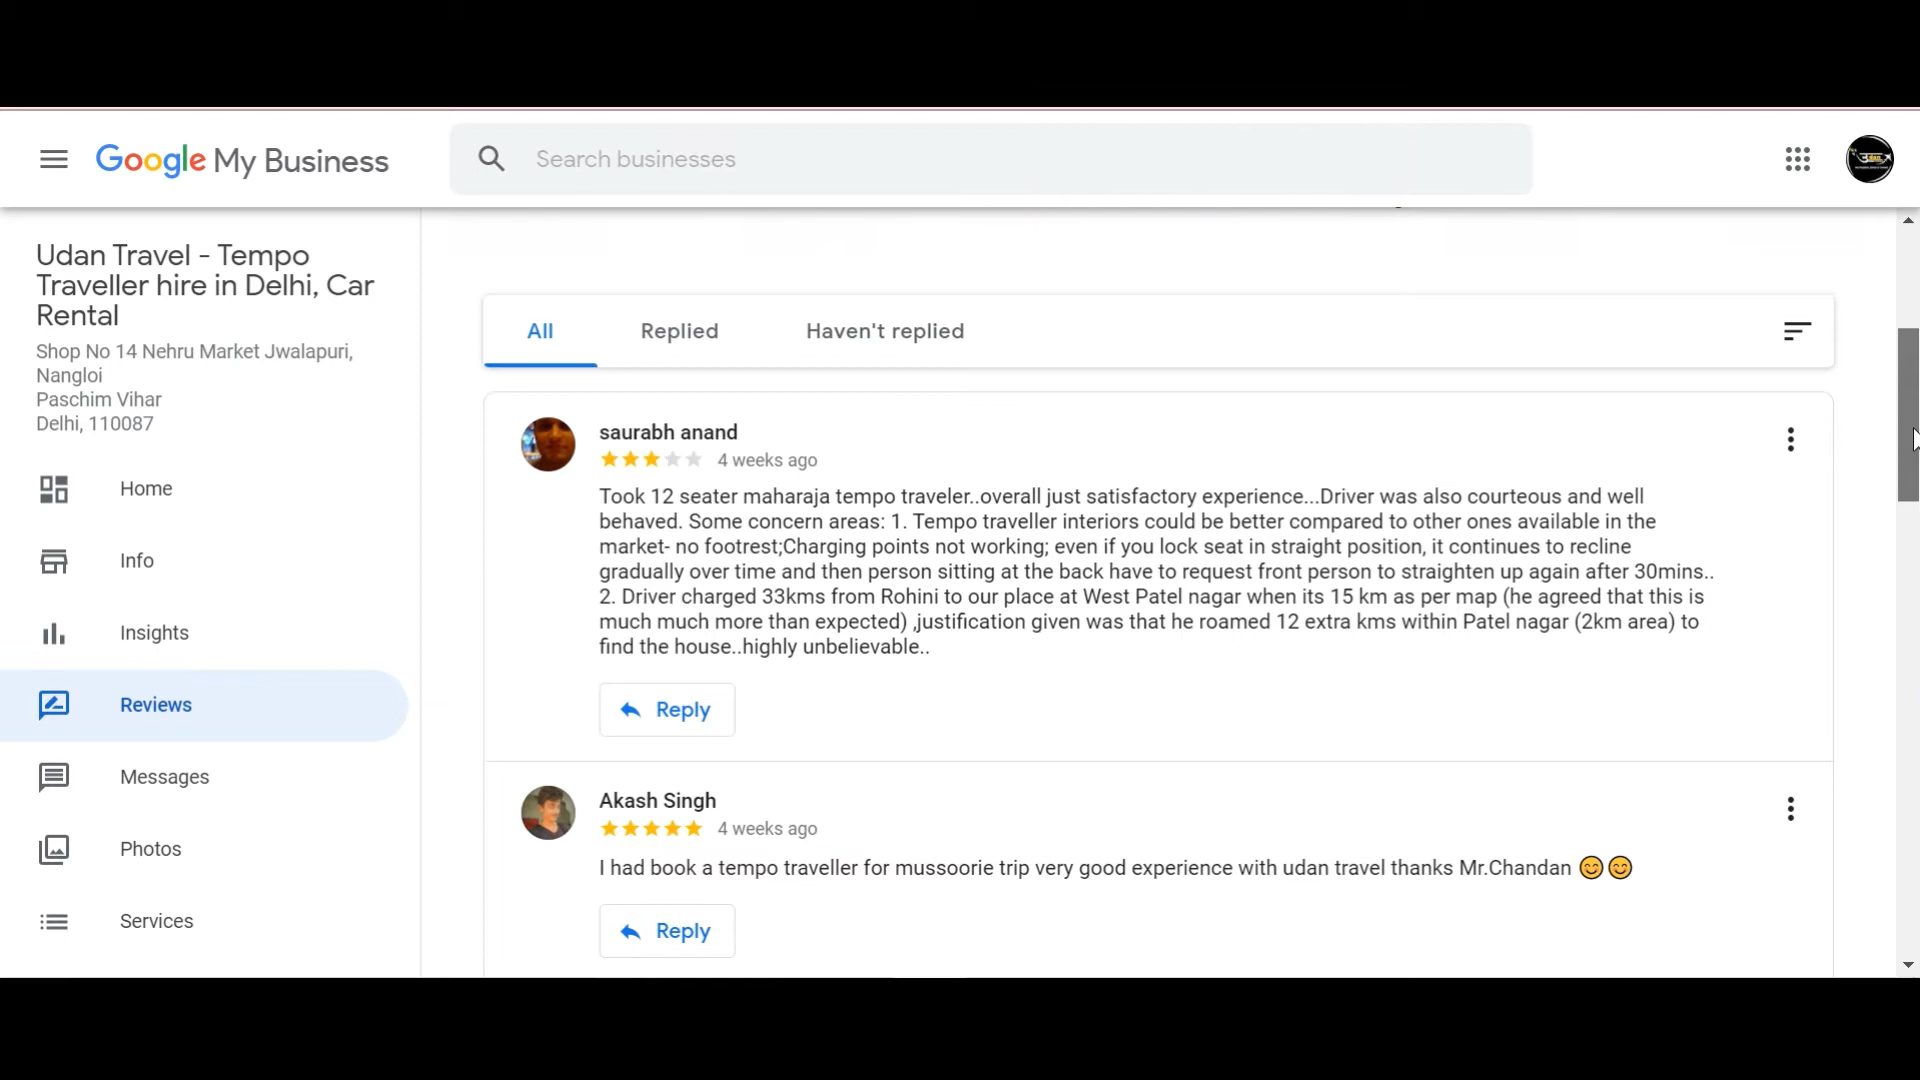 Google My Business
Search businesses
Udan Travel - Tempo
Traveller hire in Delhi, Car
Rental
Shop No 14 Nehru Market Jwalapuri,
Nangloi
Paschim Vihar
Delhi, 110087
Home
Info
Insights
Reviews
Messages
Photos
Services
All Replied Haven't replied
saurabh anand
4 weeks ago
Took 12 seater maharaja tempo traveler..overall just satisfactory experience...Driver was also courteous and well
behaved. Some concern areas: 1. Tempo traveller interiors could be better compared to other ones available in the
market- no footrest;Charging points not working; even if you lock seat in straight position, it continues to recline
gradually over time and then person sitting at the back have to request front person to straighten up again after 30mins..
2. Driver charged 33kms from Rohini to our place at West Patel nagar when its 15 km as per map (he agreed that this is
much much more than expected) ,justification given was that he roamed 12 extra kms within Patel nagar (2km area) to
find the house..highly unbelievable..
Reply
Akash Singh
4 weeks ago
I had book a tempo traveller for mussoorie trip very good experience with udan travel thanks Mr.Chandan 😊😊
Reply